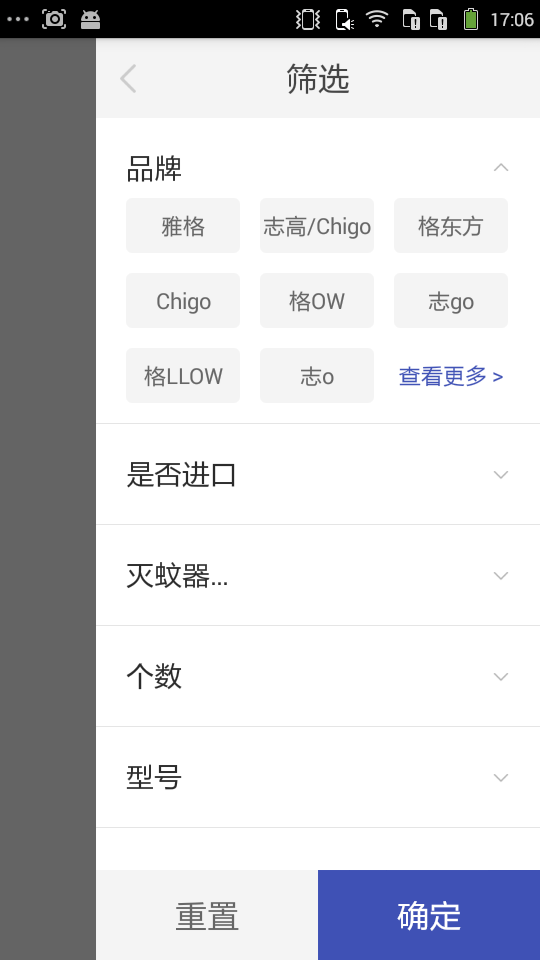 17:06
筛选
品牌
雅格
志高/Chigo
格东方
Chigo
格OW
志go
格LLOW
志o
查看更多 >
是否进口
灭蚊器...
个数
型号
重置
确定